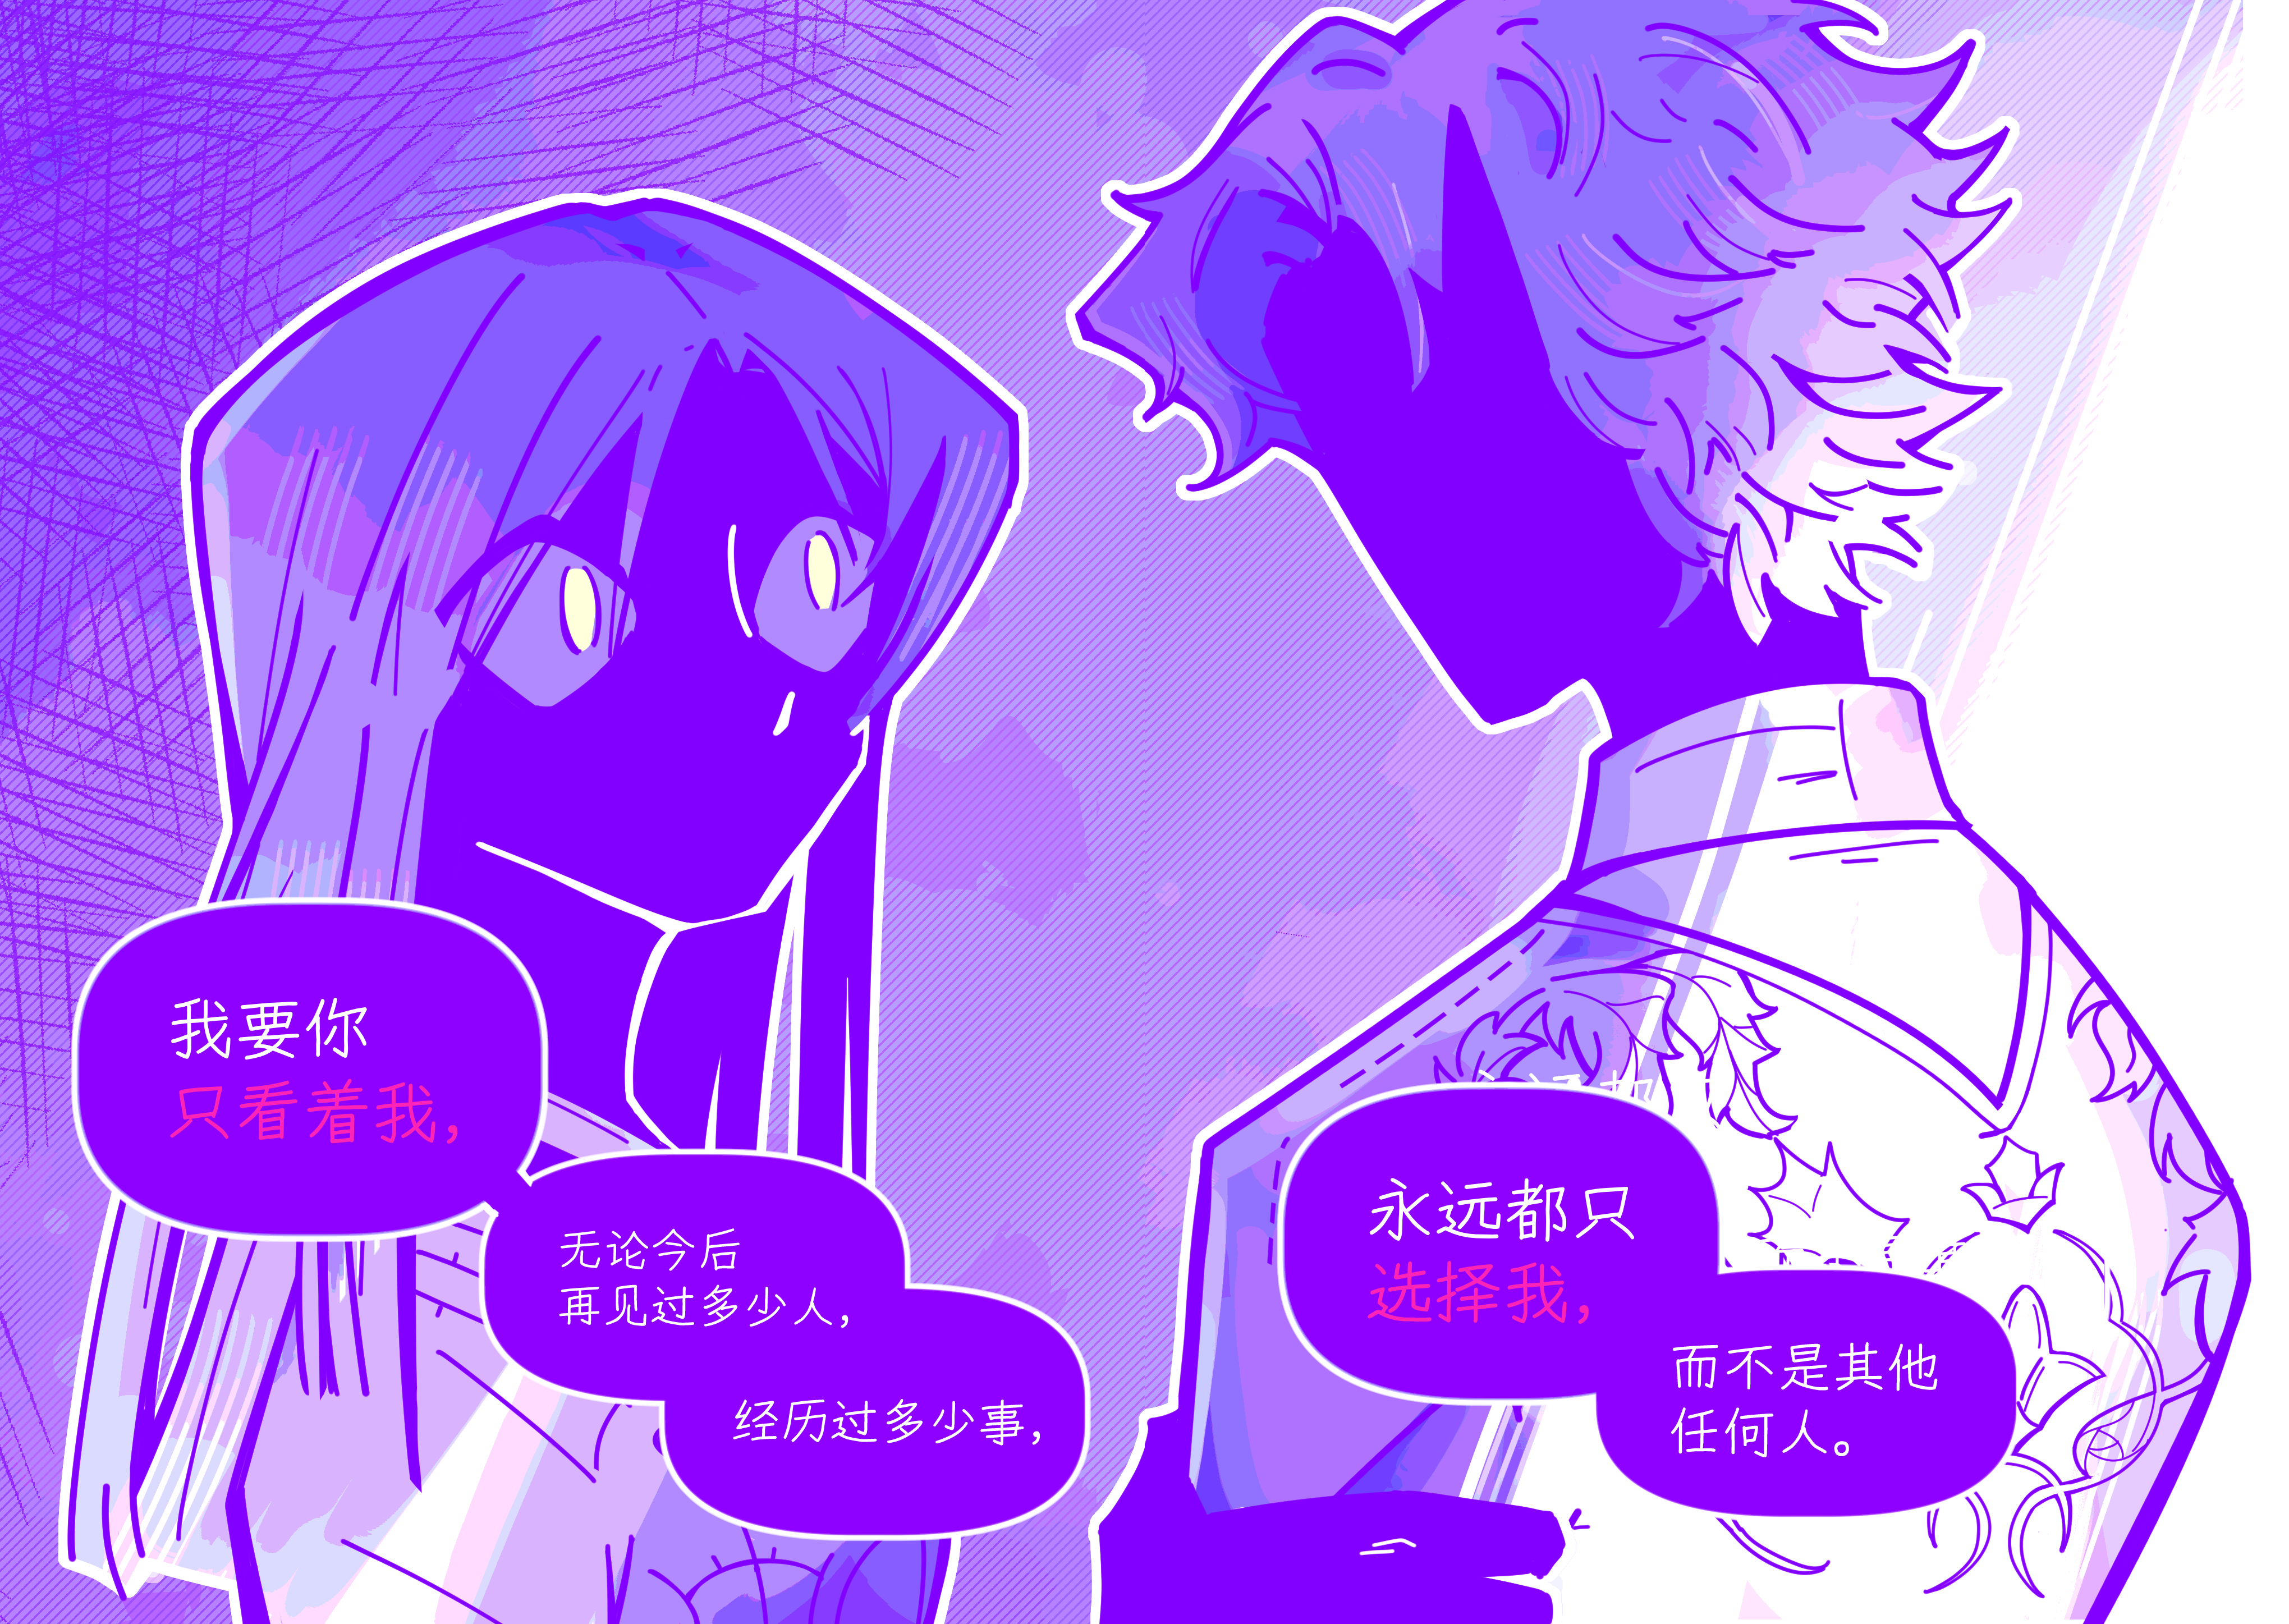 我要你
只看着我,
无论今后
再见过多少人,
经历过多少事,
永远都只
选择我,
而不是其他
任何人。